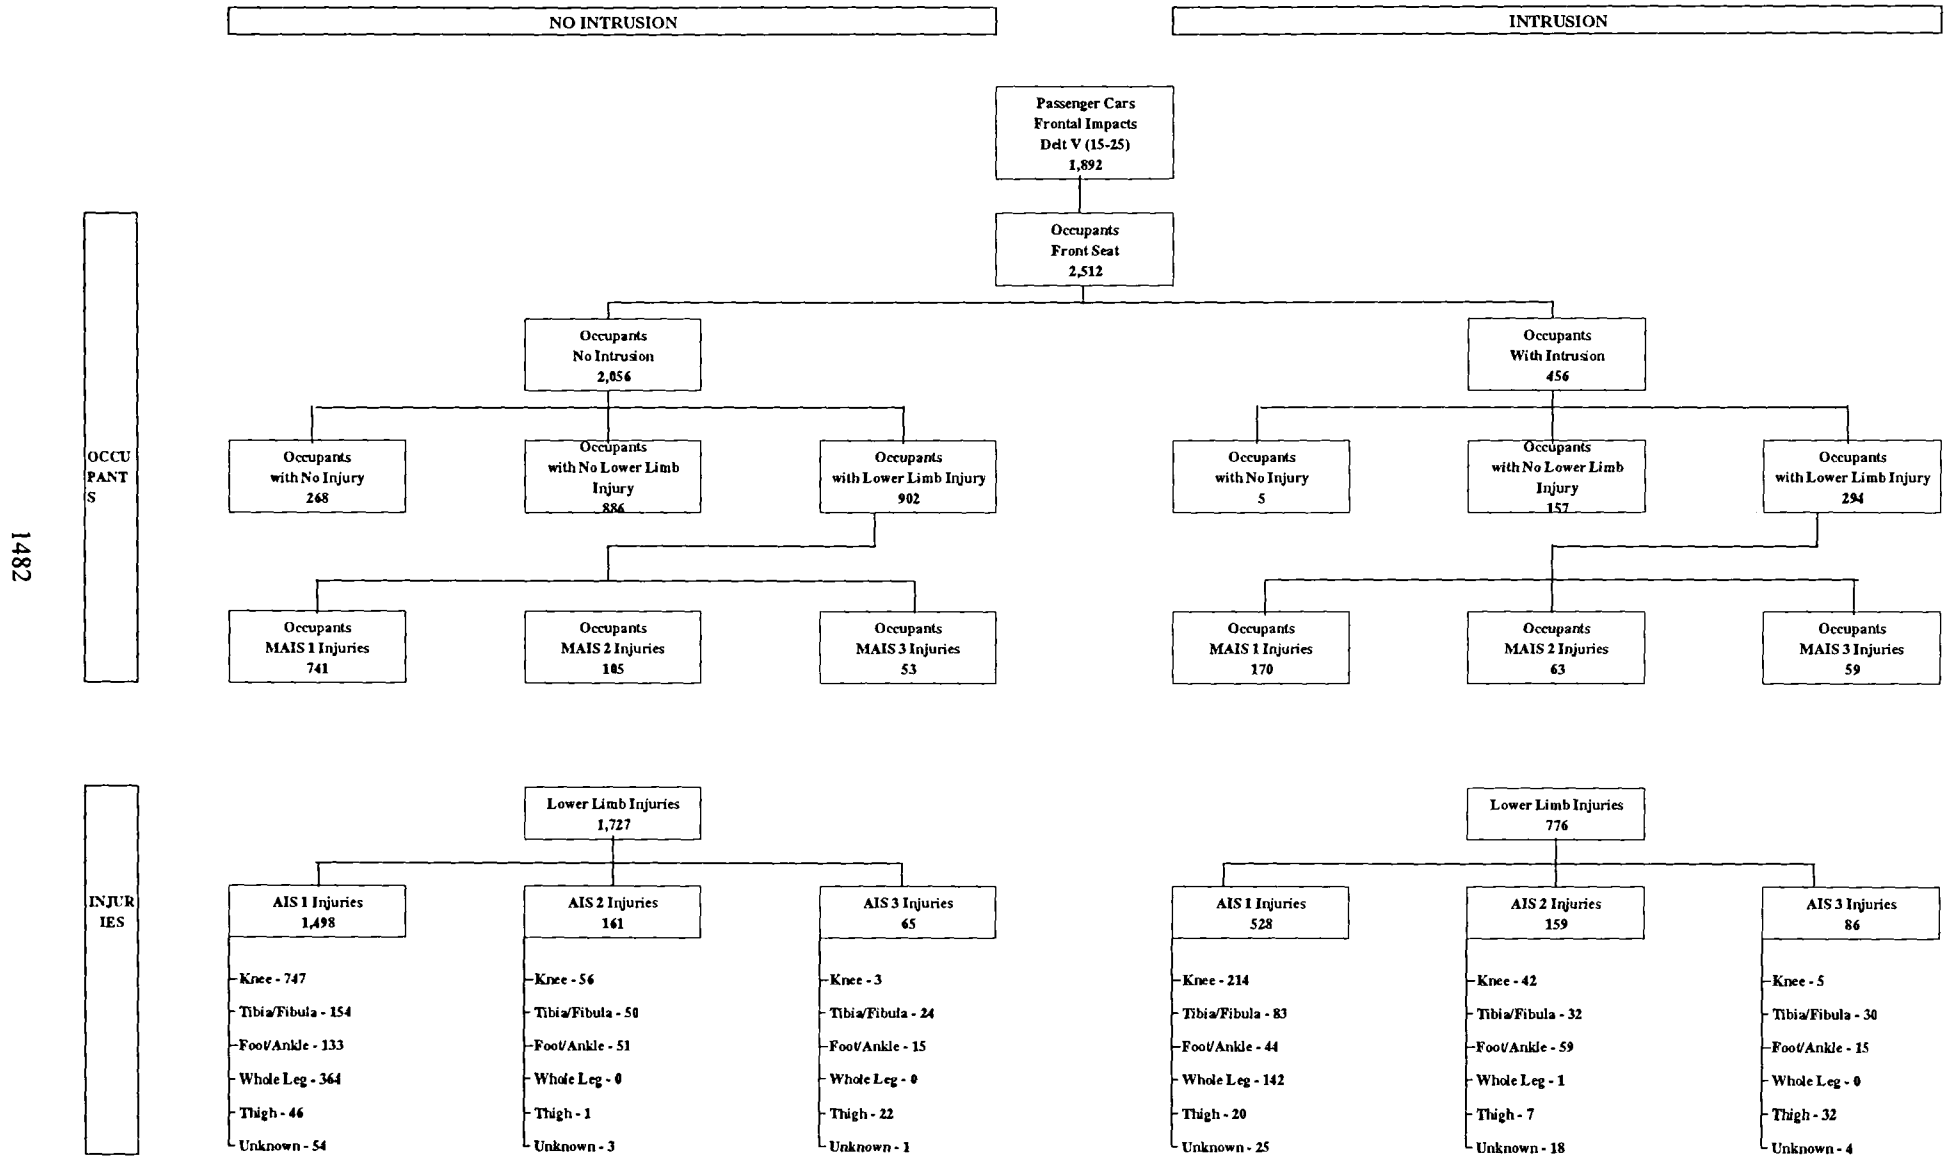 NO INTRUSION
INTRUSION
Passenger Cars
Frontal Impacts
Delt V (15-25)
1,892
Occupants
Front Seat
2,512
Occupants
No Intrusion
2,056
Occupants
With Intrusion
456
OCCU
PANT
S
Occupants
with No Injury
268
Occupants
with No Lower Limb
Injury
886
Occupants
with Lower Limb Injury
902
Occupants
with No Injury
5
Occupants
with No Lower Limb
Injury
157
Occupants
with Lower Limb Injury
294
1482
Occupants
MAIS 1 Injuries
741
Occupants
MAIS 2 Injuries
105
Occupants
MAIS 3 Injuries
53
Occupants
MAIS 1 Injuries
170
Occupants
MAIS 2 Injuries
63
Occupants
MAIS 3 Injuries
59
INJUR
IES
Lower Limb Injuries
1,727
Lower Limb Injuries
776
AIS 1 Injuries
1,498
Knee - 747
Tibia/Fibula - 154
Foot/Ankle - 133
Whole Leg - 364
Thigh - 46
Unknown - 54
AIS 2 Injuries
161
Knee - 56
Tibia/Fibula - 50
Foot/Ankle - 51
Whole Leg - 0
Thigh - 1
Unknown - 3
AIS 3 Injuries
65
Knee - 3
Tibia/Fibula - 24
Foot/Ankle - 15
Whole Leg - 0
Thigh - 22
Unknown - 1
AIS 1 Injuries
528
Knee - 214
Tibia/Fibula - 83
Foot/Ankle - 44
Whole Leg - 142
Thigh - 20
Unknown - 25
AIS 2 Injuries
159
Knee - 42
Tibia/Fibula - 32
Foot/Ankle - 59
Whole Leg - 1
Thigh - 7
Unknown - 18
AIS 3 Injuries
86
Knee - 5
Tibia/Fibula - 30
Foot/Ankle - 15
Whole Leg - 0
Thigh - 32
Unknown - 4